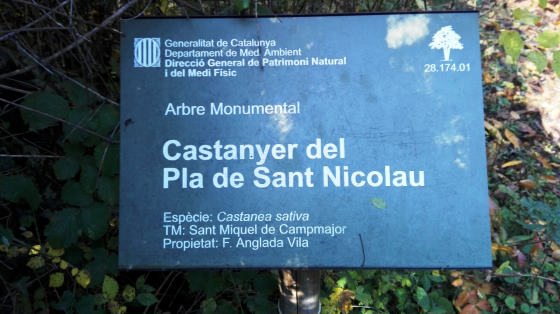 Generalitat de Catalunya
Departament de Med. Ambient
Dirección General de Patrimoni Natural
i del Medi Físic
28.174.01
Arbre Monumental
Castanyer del
Pla de Sant Nicolau
Espècie: Castanea sativa
TM: Sant Miquel de Campmajor
Propietat: F. Anglada Vila